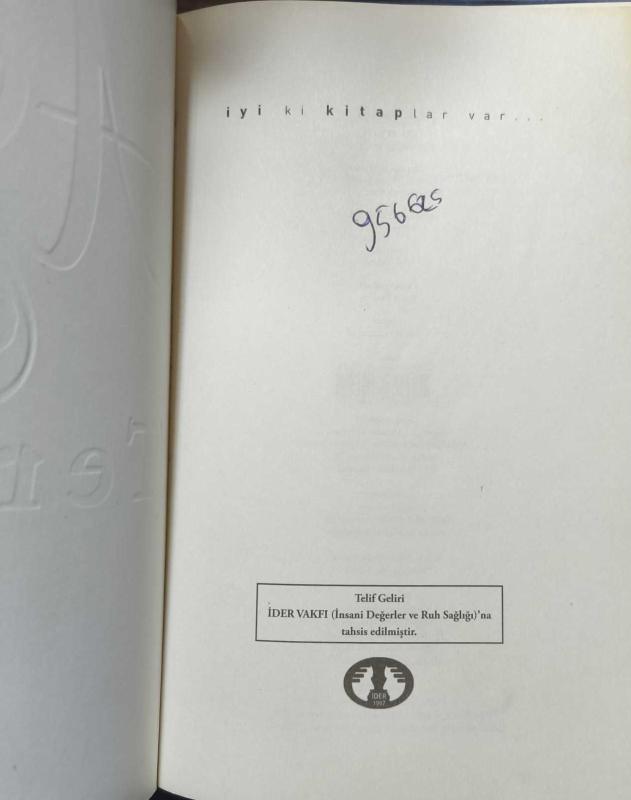 iyi ki kitaplar var...
Telif Geliri
İDER VAKFI (İnsani Değerler ve Ruh Sağlığı)'na
tahsis edilmiştir.
İDER
1997